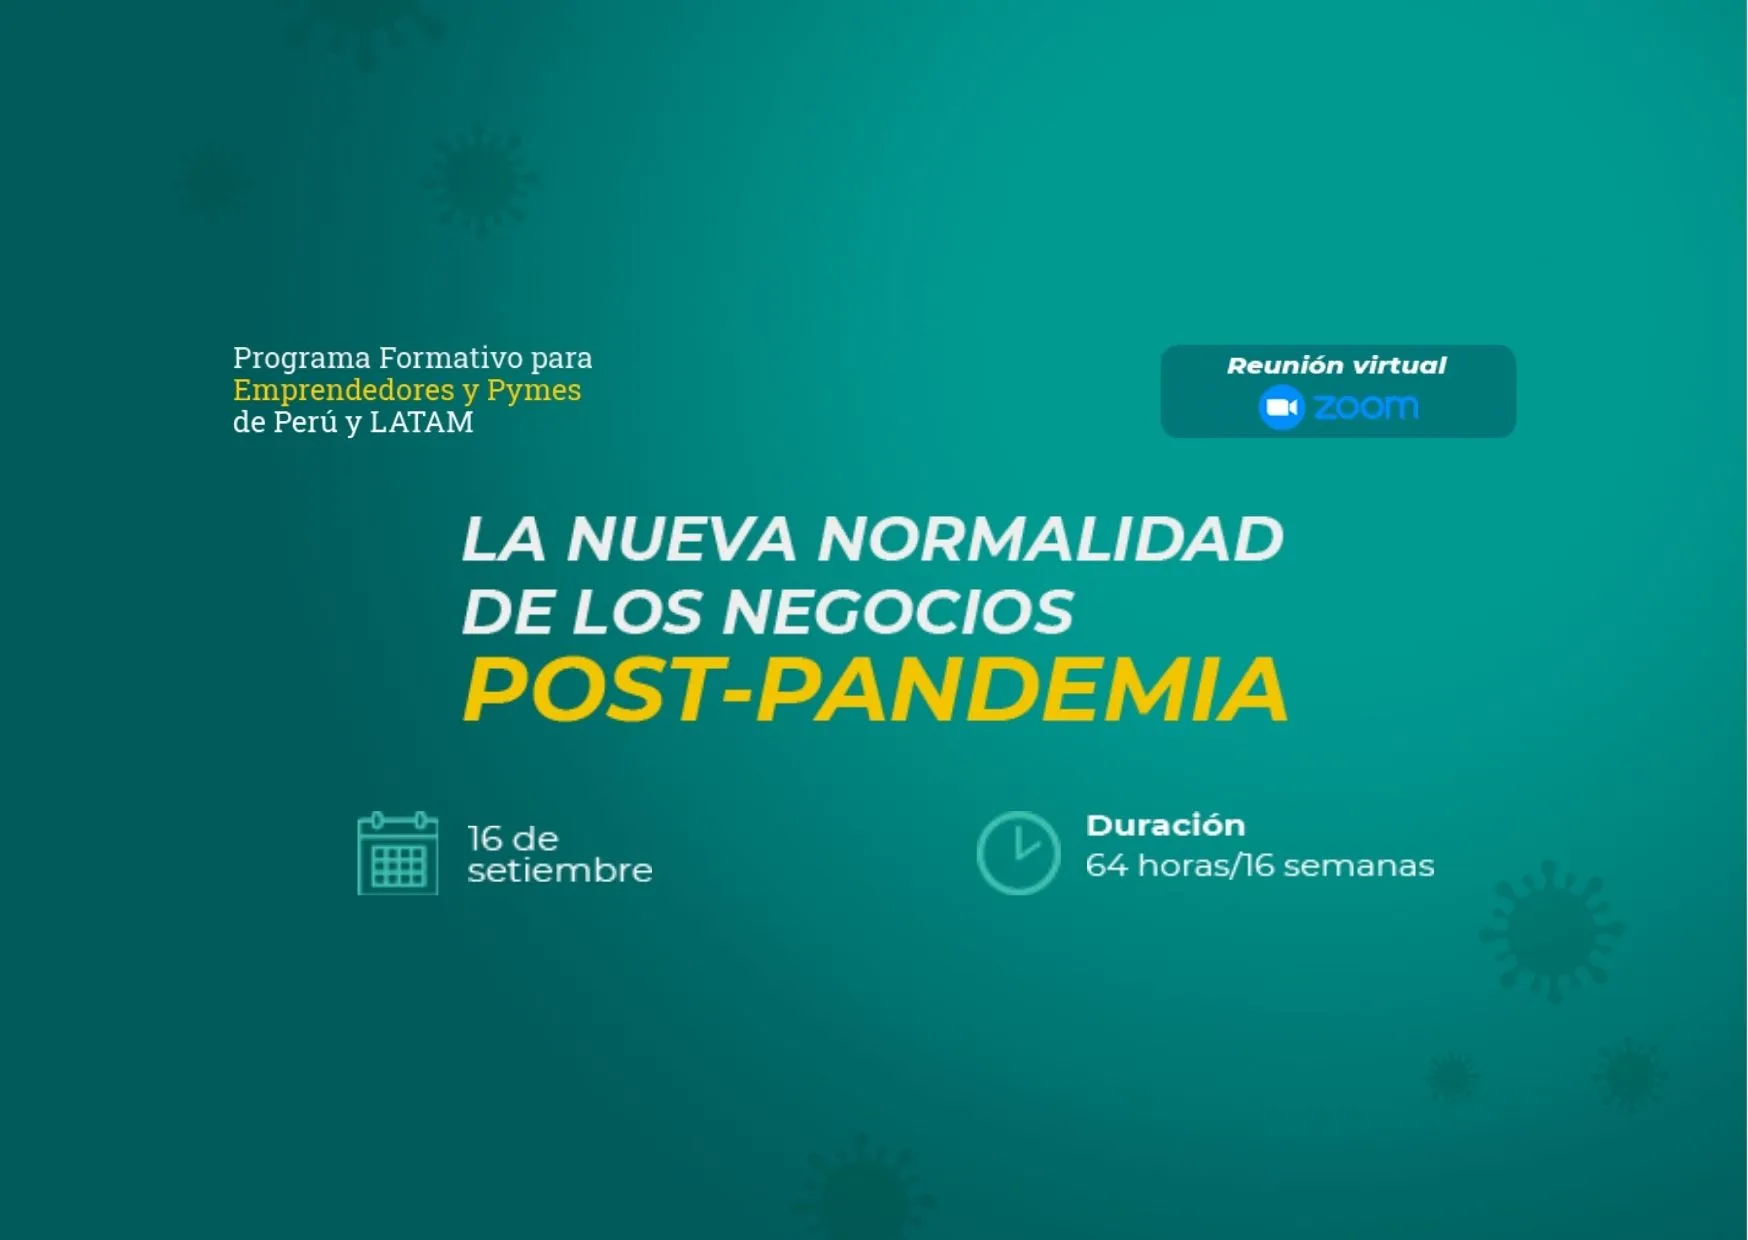 Programa Formativo para
Emprendedores y Pymes
de Perú y LATAM
Reunión virtual
zoom
LA NUEVA NORMALIDAD
DE LOS NEGOCIOS
POST-PANDEMIA
16 de
setiembre
Duración
64 horas/16 semanas